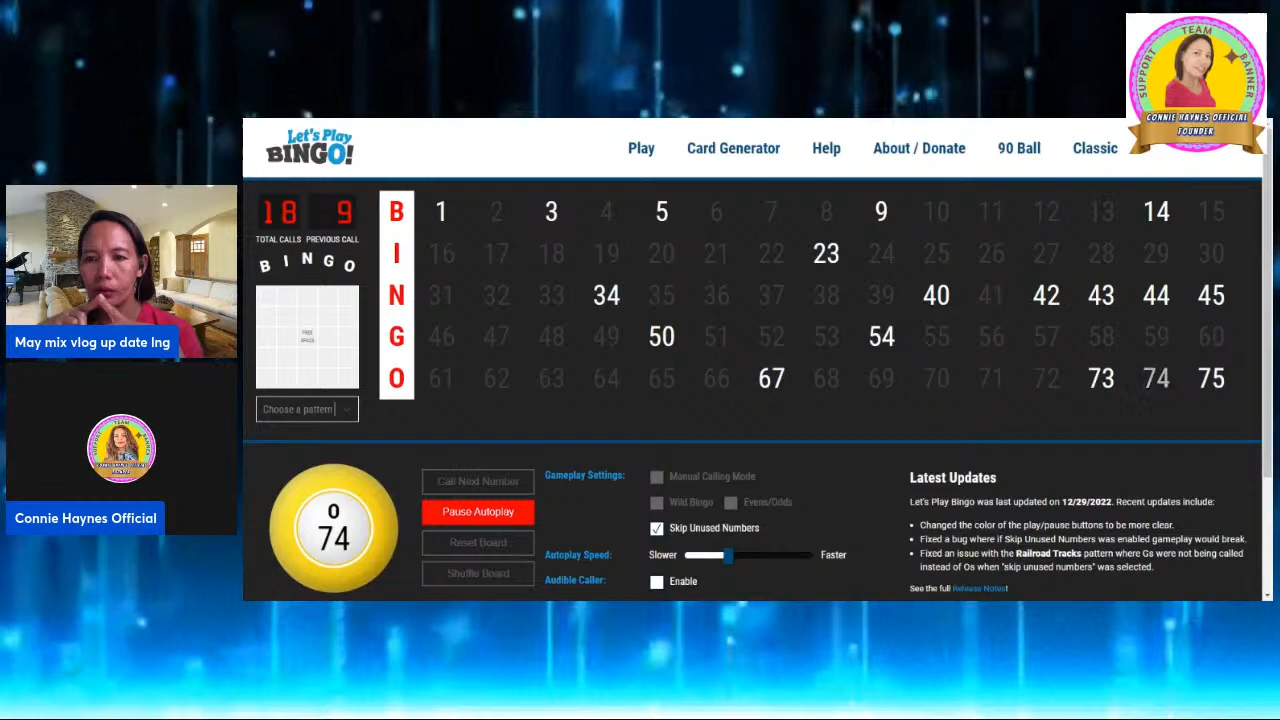 SUPPORT TEAM BANNER
CONNIE HAYNES OFFICIAL
FOUNDER
Let's Play
BINGO!
Play
Card Generator
Help
About / Donate
90 Ball
Classic
18
9
TOTAL CALLS
PREVIOUS CALL
BINGO
FREE
SPACE
Choose a pattern
B 1 2 3 4 5 6 7 8 9 10 11 12 13 14 15
I 16 17 18 19 20 21 22 23 24 25 26 27 28 29 30
N 31 32 33 34 35 36 37 38 39 40 41 42 43 44 45
G 46 47 48 49 50 51 52 53 54 55 56 57 58 59 60
O 61 62 63 64 65 66 67 68 69 70 71 72 73 74 75
May mix vlog up date lng
SUPPORT TEAM BANNER
Connie Haynes Official
O
74
Call Next Number
Pause Autoplay
Reset Board
Shuffle Board
Gameplay Settings:
Manual Calling Mode
Wild Bingo
Evens/Odds
Skip Unused Numbers
Autoplay Speed:
Slower
Faster
Audible Caller:
Enable
Latest Updates
Let's Play Bingo was last updated on 12/29/2022. Recent updates include:
• Changed the color of the play/pause buttons to be more clear.
• Fixed a bug where if Skip Unused Numbers was enabled gameplay would break.
• Fixed an issue with the Railroad Tracks pattern where Gs were not being called
instead of Os when "skip unused numbers" was selected.
See the full Release Notes!